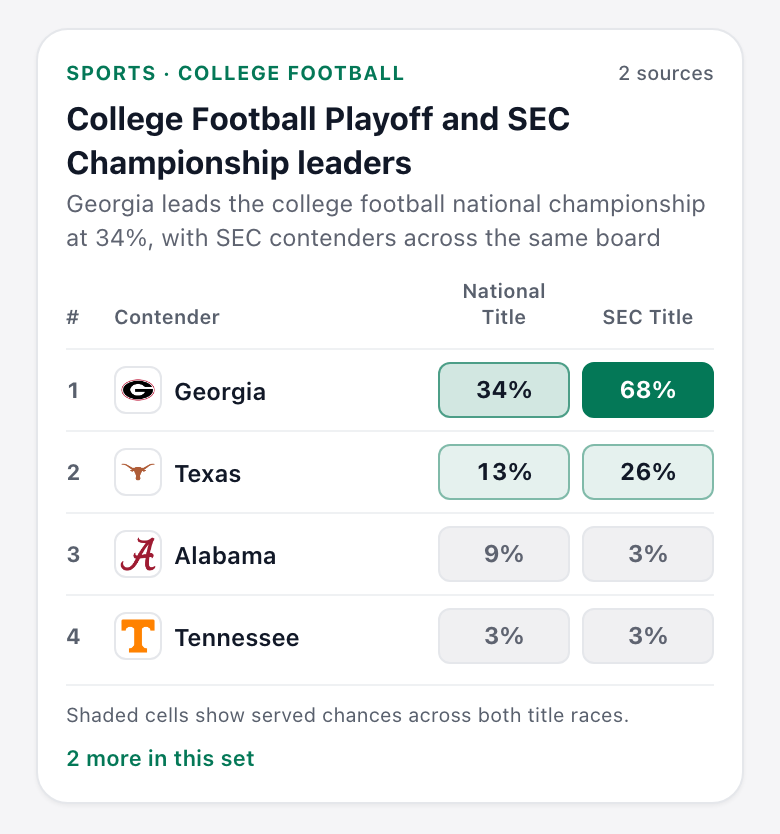 SPORTS · COLLEGE FOOTBALL 2 sources
College Football Playoff and SEC
Championship leaders
Georgia leads the college football national championship
at 34%, with SEC contenders across the same board
National
# Contender Title SEC Title
1 G Georgia 34% 68%
2 Texas 13% 26%
3 A Alabama 9% 3%
4 T Tennessee 3% 3%
Shaded cells show served chances across both title races.
2 more in this set